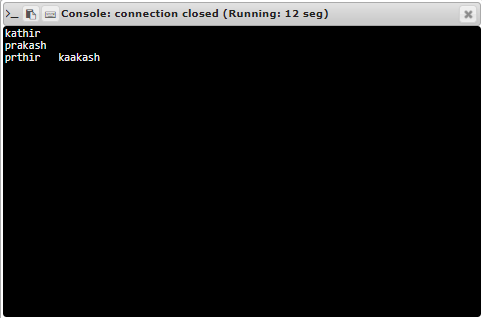 Console: connection closed (Running: 12 seg)
kathir
prakash
prthir   kaakash